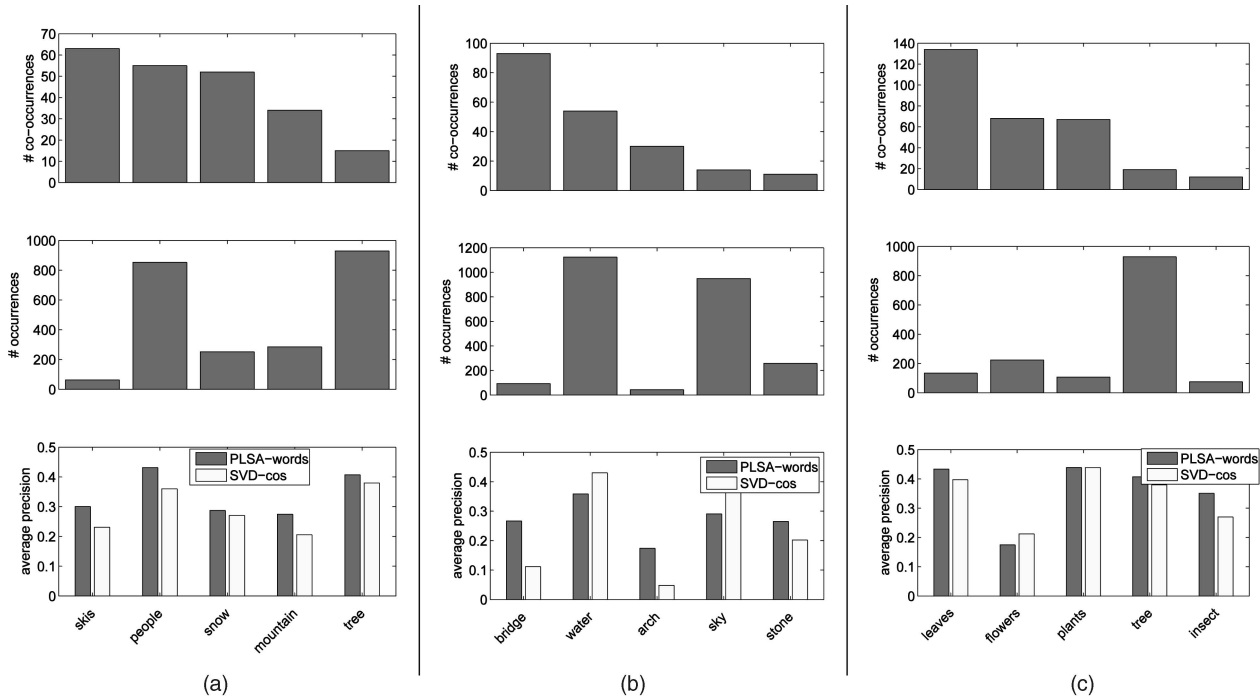 70
60
50
40
30
20
10
0
# co-occurrences
1000
800
600
400
200
0
# occurrences
0.5
0.4
0.3
0.2
0.1
0
average precision
PLSA-words
SVD-cos
skis
people
snow
mountain
tree
(a)
100
80
60
40
20
0
# co-occurrences
1200
1000
800
600
400
200
0
# occurrences
0.5
0.4
0.3
0.2
0.1
0
average precision
PLSA-words
SVD-cos
bridge
water
arch
sky
stone
(b)
140
120
100
80
60
40
20
0
# co-occurrences
1000
800
600
400
200
0
# occurrences
0.5
0.4
0.3
0.2
0.1
0
average precision
PLSA-words
SVD-cos
leaves
flowers
plants
tree
insect
(c)